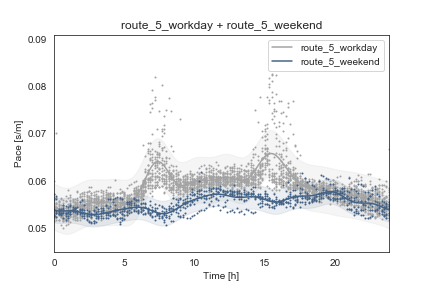 route_5_workday + route_5_weekend
0.09
0.08
0.07
0.06
0.05
Pace [s/m]
route_5_workday
route_5_weekend
0 5 10 15 20
Time [h]